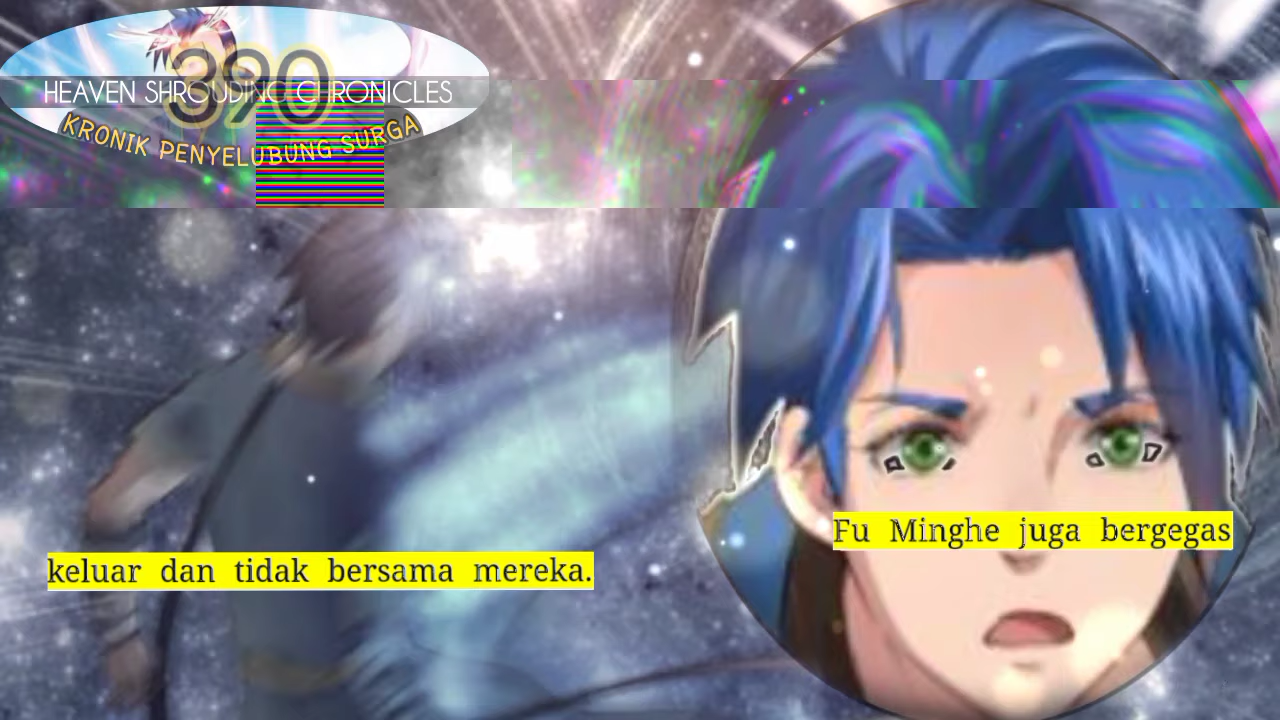 390
HEAVEN SHROUDING CHRONICLES
KRONIK PENYELUBUNG SURGA
Fu Minghe juga bergegas
keluar dan tidak bersama mereka.